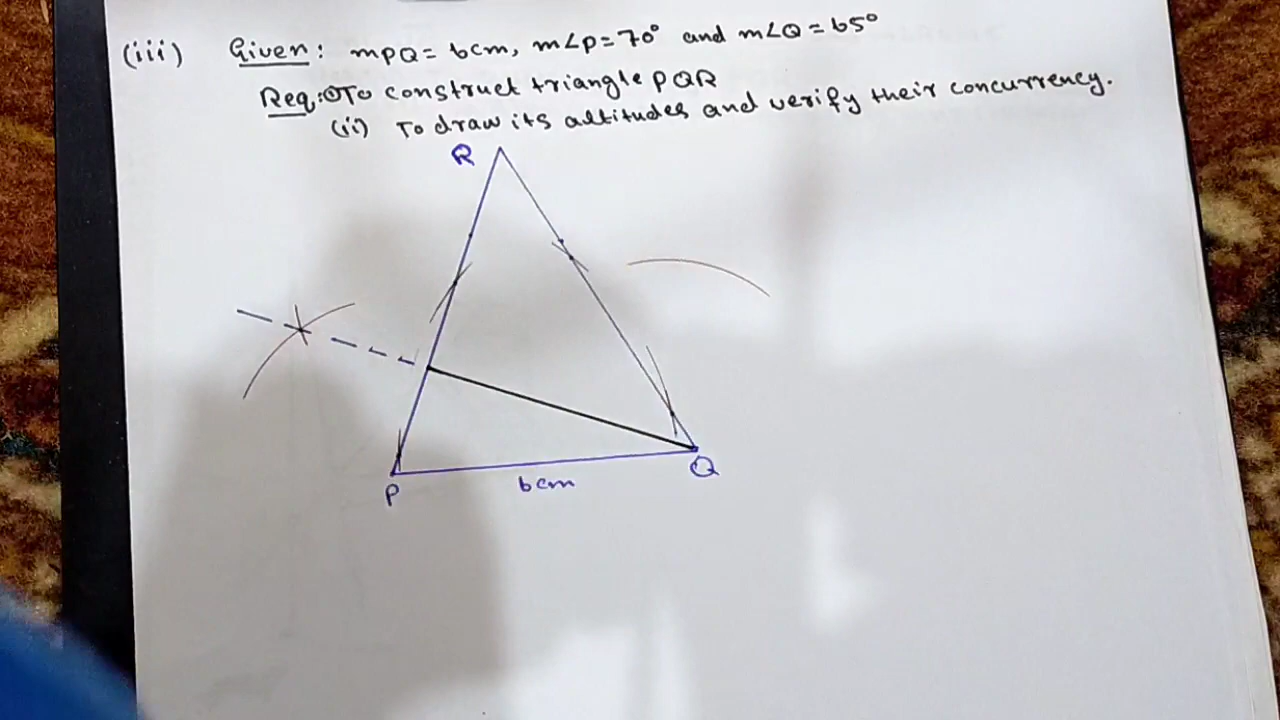 (iii) Given: mPQ = 6cm, m∠P = 70° and m∠Q = 65°
Req:(i) To construct triangle PQR
(ii) To draw its altitudes and verify their concurrency.
R
P
6cm
Q